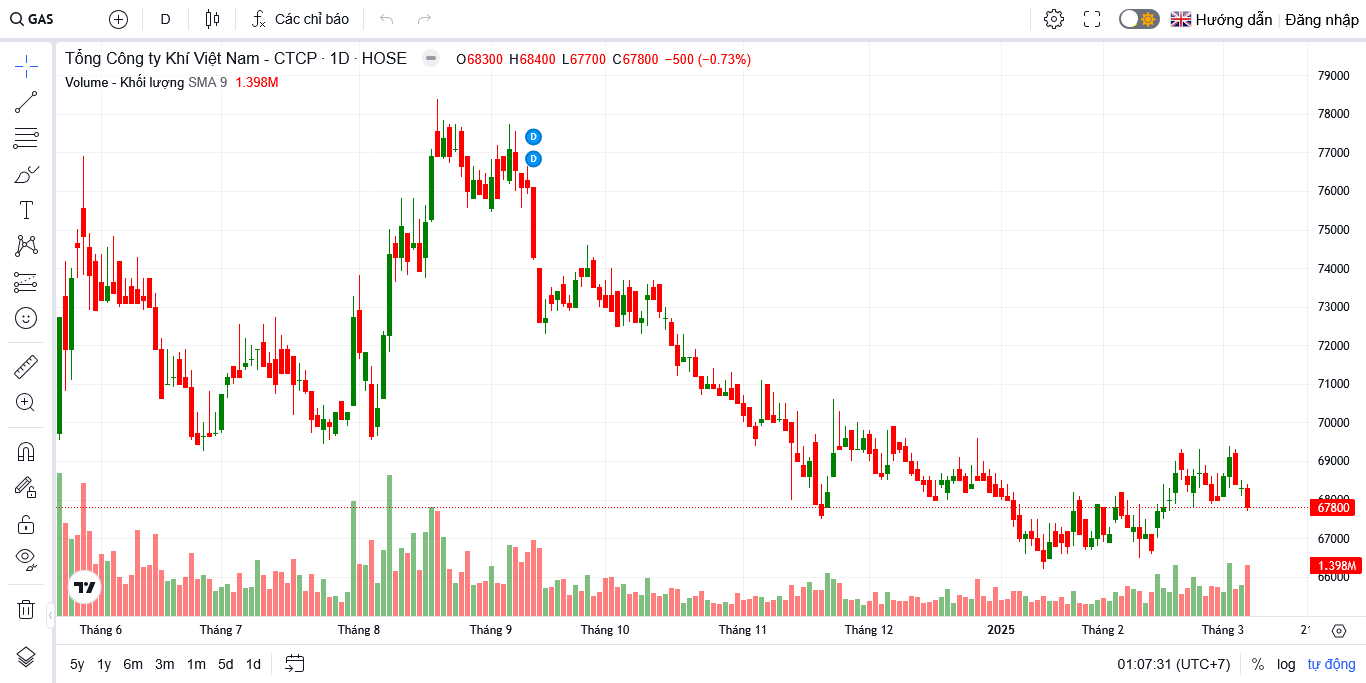 GAS D Các chỉ báo Hướng dẫn Đăng nhập
Tổng Công ty Khí Việt Nam - CTCP · 1D · HOSE O68300 H68400 L67700 C67800 −500 (−0.73%)
Volume - Khối lượng SMA 9 1.398M
D
D
79000
78000
77000
76000
75000
74000
73000
72000
71000
70000
69000
68000
67800
67000
1.398M
66000
Tháng 6 Tháng 7 Tháng 8 Tháng 9 Tháng 10 Tháng 11 Tháng 12 2025 Tháng 2 Tháng 3
5y 1y 6m 3m 1m 5d 1d 01:07:31 (UTC+7) % log tự động